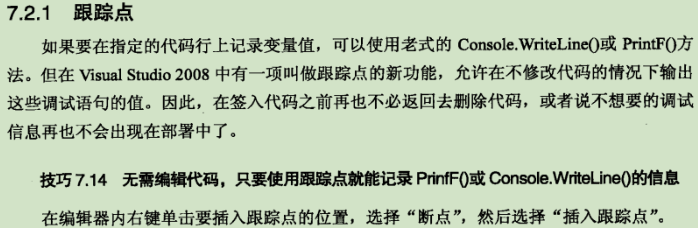 7.2.1 跟踪点
如果要在指定的代码行上记录变量值，可以使用老式的 Console.WriteLine()或 PrintF()方
法。但在 Visual Studio 2008 中有一项叫做跟踪点的新功能，允许在不修改代码的情况下输出
这些调试语句的值。因此，在签入代码之前再也不必返回去删除代码，或者说不想要的调试
信息再也不会出现在部署中了。
技巧 7.14 无需编辑代码，只要使用跟踪点就能记录 PrinfF()或 Console.WriteLine()的信息
在编辑器内右键单击要插入跟踪点的位置，选择“断点”，然后选择“插入跟踪点”。